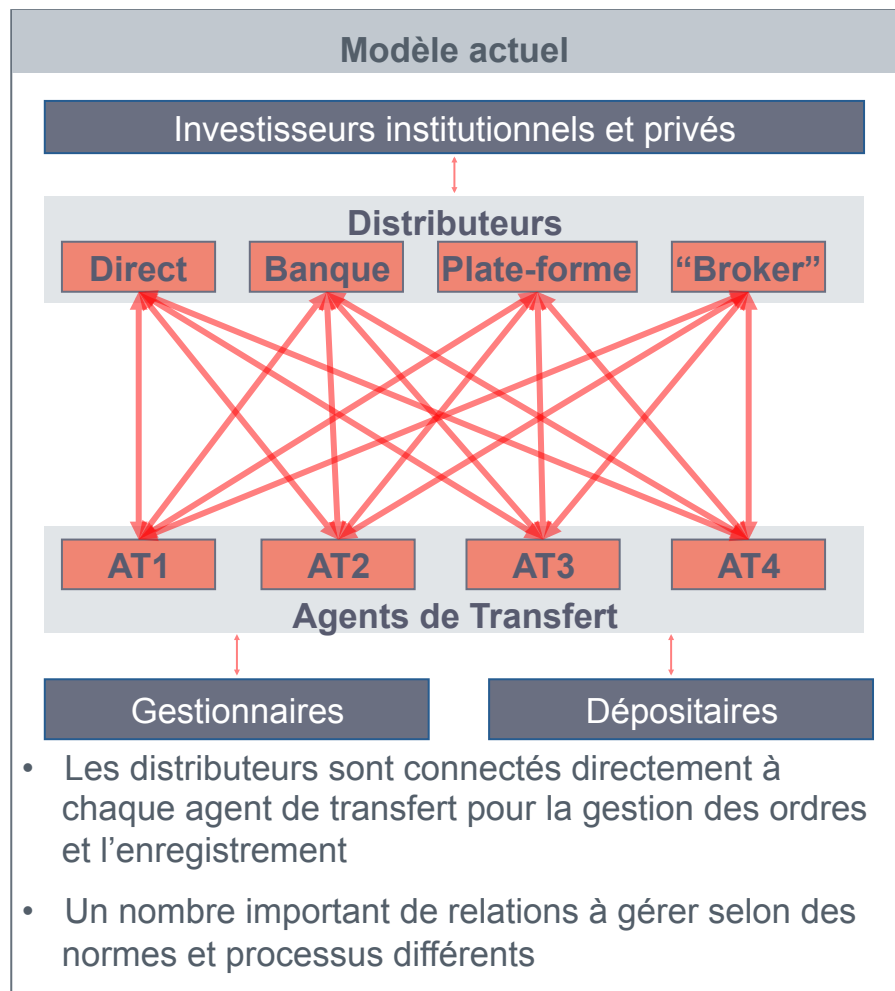 Modèle actuel
Investisseurs institutionnels et privés
Distributeurs
Direct
Banque
Plate-forme
“Broker”
AT1
AT2
AT3
AT4
Agents de Transfert
Gestionnaires
Dépositaires
• Les distributeurs sont connectés directement à
chaque agent de transfert pour la gestion des ordres
et l’enregistrement
• Un nombre important de relations à gérer selon des
normes et processus différents